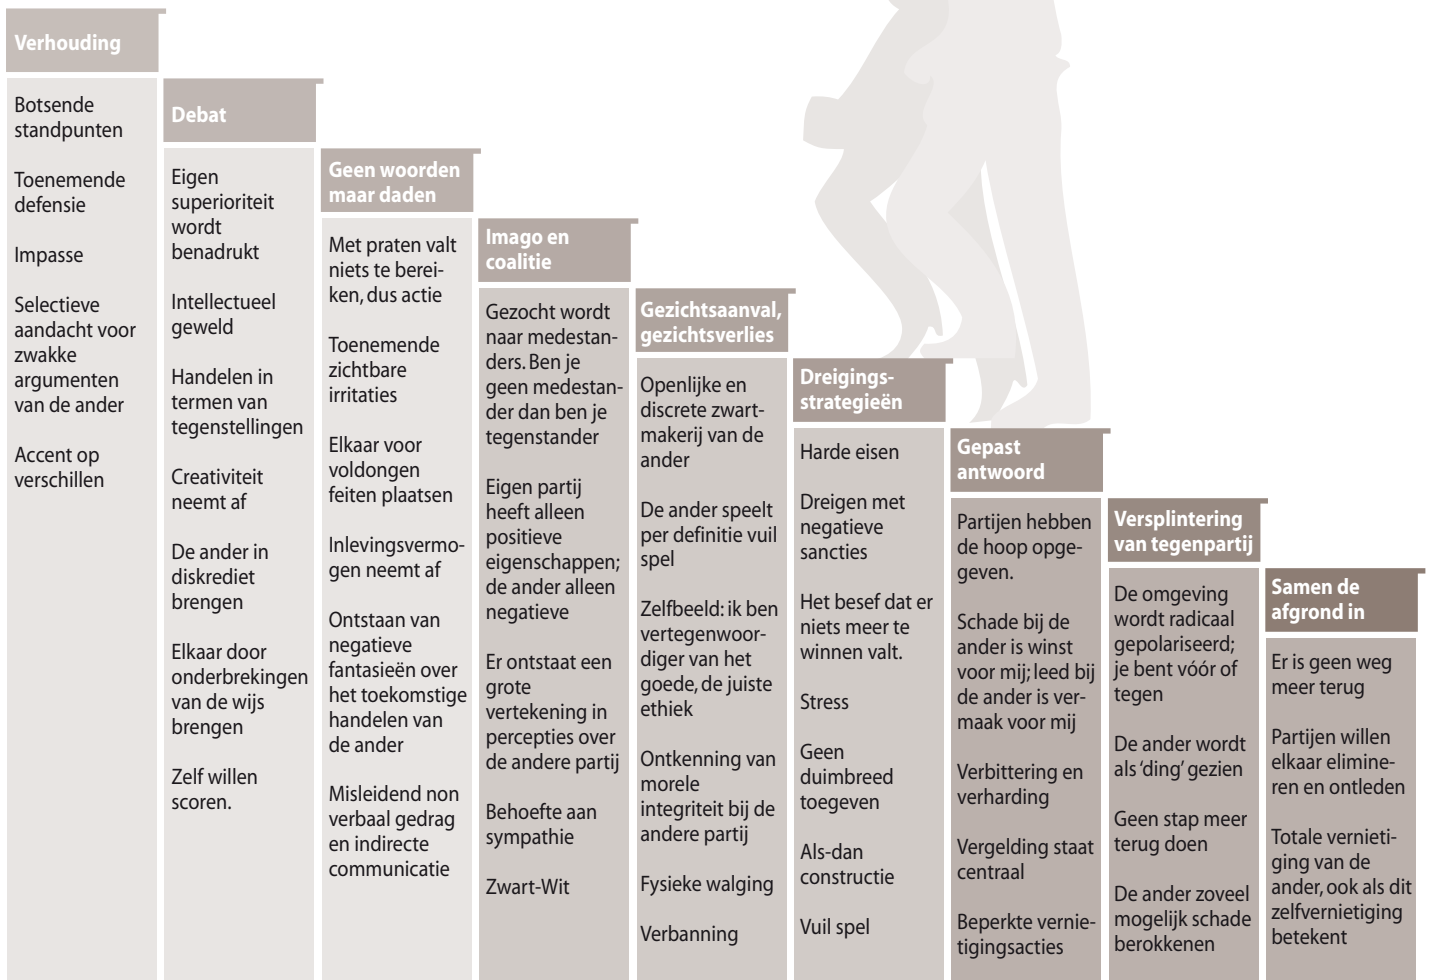 Verhouding
Botsende
standpunten
Toenemende
defensie
Impasse
Selectieve
aandacht voor
zwakke
argumenten
van de ander
Accent op
verschillen
Debat
Eigen
superioriteit
wordt
benadrukt
Intellectueel
geweld
Handelen in
termen van
tegenstellingen
Creativiteit
neemt af
De ander in
diskrediet
brengen
Elkaar door
onderbrekingen
van de wijs
brengen
Zelf willen
scoren.
Geen woorden
maar daden
Met praten valt
niets te berei-
ken, dus actie
Toenemende
zichtbare
irritaties
Elkaar voor
voldongen
feiten plaatsen
Inlevingsvermo-
gen neemt af
Ontstaan van
negatieve
fantasieën over
het toekomstige
handelen van
de ander
Misleidend non
verbaal gedrag
en indirecte
communicatie
Imago en
coalitie
Gezocht wordt
naar medestan-
ders. Ben je
geen medestan-
der dan ben je
tegenstander
Eigen partij
heeft alleen
positieve
eigenschappen;
de ander alleen
negatieve
Er ontstaat een
grote
vertekening in
percepties over
de andere partij
Behoefte aan
sympathie
Zwart-Wit
Gezichtsaanval,
gezichtsverlies
Openlijke en
discrete zwart-
makerij van de
ander
De ander speelt
per definitie vuil
spel
Zelfbeeld: ik ben
vertegenwoor-
diger van het
goede, de juiste
ethiek
Ontkenning van
morele
integriteit bij de
andere partij
Fysieke walging
Verbanning
Dreigings-
strategieën
Harde eisen
Dreigen met
negatieve
sancties
Het besef dat er
niets meer te
winnen valt.
Stress
Geen
duimbreed
toegeven
Als-dan
constructie
Vuil spel
Gepast
antwoord
Partijen hebben
de hoop opge-
geven.
Schade bij de
ander is winst
voor mij; leed bij
de ander is ver-
maak voor mij
Verbittering en
verharding
Vergelding staat
centraal
Beperkte vernie-
tigingsacties
Versplintering
van tegenpartij
De omgeving
wordt radicaal
gepolariseerd;
je bent vóór of
tegen
De ander wordt
als 'ding' gezien
Geen stap meer
terug doen
De ander zoveel
mogelijk schade
berokkenen
Samen de
afgrond in
Er is geen weg
meer terug
Partijen willen
elkaar elimine-
ren en ontleden
Totale vernieti-
ging van de
ander, ook als dit
zelfvernietiging
betekent